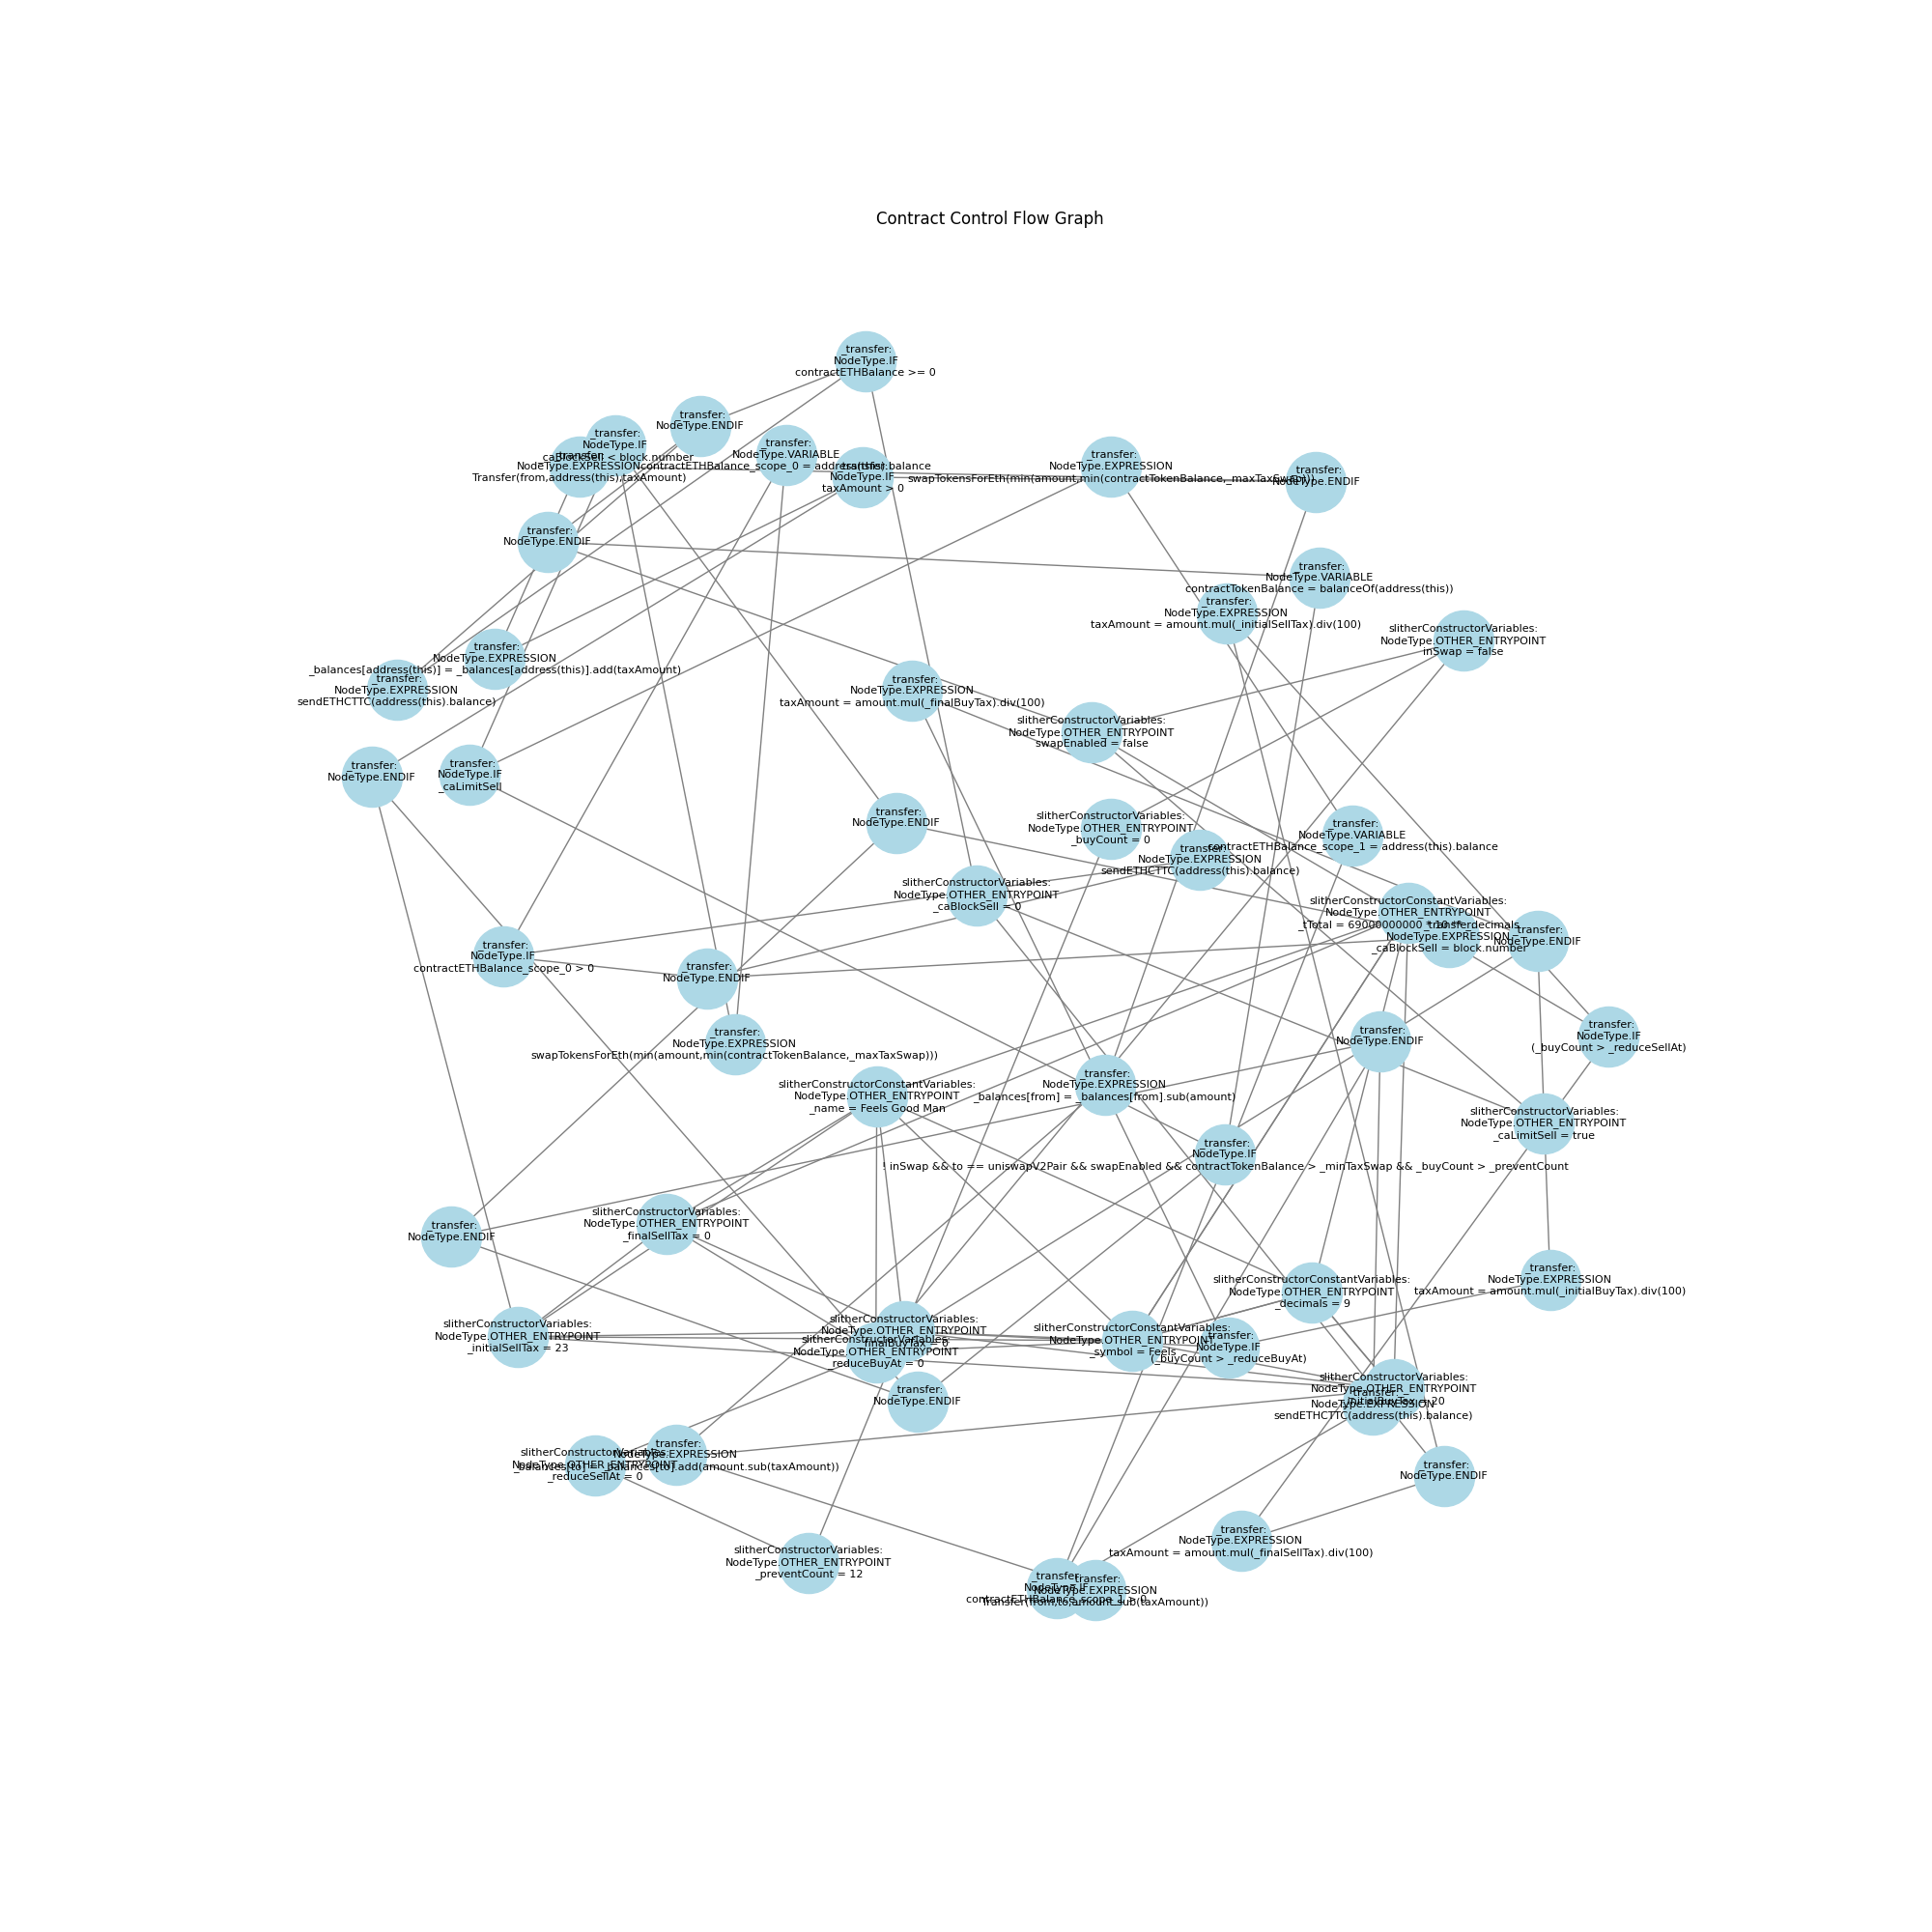 Contract Control Flow Graph
_transfer:
NodeType.IF
contractETHBalance >= 0
_transfer:
NodeType.ENDIF
_transfer:
NodeType.IF
_caBlockSell < block.number
_transfer:
NodeType.EXPRESSION
Transfer(from,address(this),taxAmount)
_transfer:
NodeType.VARIABLE
contractETHBalance_scope_0 = address(this).balance
_transfer:
NodeType.IF
taxAmount > 0
_transfer:
NodeType.EXPRESSION
swapTokensForEth(min(amount,min(contractTokenBalance,_maxTaxSwap)))
_transfer:
NodeType.ENDIF
_transfer:
NodeType.ENDIF
_transfer:
NodeType.VARIABLE
contractTokenBalance = balanceOf(address(this))
_transfer:
NodeType.EXPRESSION
taxAmount = amount.mul(_initialSellTax).div(100)
slitherConstructorVariables:
NodeType.OTHER_ENTRYPOINT
inSwap = false
_transfer:
NodeType.EXPRESSION
_balances[address(this)] = _balances[address(this)].add(taxAmount)
_transfer:
NodeType.EXPRESSION
sendETHCTTC(address(this).balance)
_transfer:
NodeType.EXPRESSION
taxAmount = amount.mul(_finalBuyTax).div(100)
slitherConstructorVariables:
NodeType.OTHER_ENTRYPOINT
swapEnabled = false
_transfer:
NodeType.ENDIF
_transfer:
NodeType.IF
_caLimitSell
_transfer:
NodeType.ENDIF
slitherConstructorVariables:
NodeType.OTHER_ENTRYPOINT
_buyCount = 0
_transfer:
NodeType.VARIABLE
contractETHBalance_scope_1 = address(this).balance
_transfer:
NodeType.EXPRESSION
sendETHCTTC(address(this).balance)
slitherConstructorVariables:
NodeType.OTHER_ENTRYPOINT
_caBlockSell = 0
slitherConstructorConstantVariables:
NodeType.OTHER_ENTRYPOINT
_tTotal = 69000000000 * 10 ** _decimals
_transfer:
NodeType.EXPRESSION
_caBlockSell = block.number
_transfer:
NodeType.ENDIF
_transfer:
NodeType.IF
contractETHBalance_scope_0 > 0
_transfer:
NodeType.ENDIF
_transfer:
NodeType.EXPRESSION
swapTokensForEth(min(amount,min(contractTokenBalance,_maxTaxSwap)))
_transfer:
NodeType.ENDIF
_transfer:
NodeType.IF
(_buyCount > _reduceSellAt)
slitherConstructorConstantVariables:
NodeType.OTHER_ENTRYPOINT
_name = Feels Good Man
_transfer:
NodeType.EXPRESSION
_balances[from] = _balances[from].sub(amount)
slitherConstructorVariables:
NodeType.OTHER_ENTRYPOINT
_caLimitSell = true
_transfer:
NodeType.IF
! inSwap && to == uniswapV2Pair && swapEnabled && contractTokenBalance > _minTaxSwap && _buyCount > _preventCount
slitherConstructorVariables:
NodeType.OTHER_ENTRYPOINT
_finalSellTax = 0
_transfer:
NodeType.ENDIF
slitherConstructorConstantVariables:
NodeType.OTHER_ENTRYPOINT
_decimals = 9
_transfer:
NodeType.EXPRESSION
taxAmount = amount.mul(_initialBuyTax).div(100)
slitherConstructorVariables:
NodeType.OTHER_ENTRYPOINT
_initialSellTax = 23
slitherConstructorVariables:
NodeType.OTHER_ENTRYPOINT
_finalBuyTax = 0
slitherConstructorVariables:
NodeType.OTHER_ENTRYPOINT
_reduceBuyAt = 0
slitherConstructorConstantVariables:
NodeType.OTHER_ENTRYPOINT
_symbol = Feels
_transfer:
NodeType.IF
(_buyCount > _reduceBuyAt)
_transfer:
NodeType.ENDIF
slitherConstructorVariables:
NodeType.OTHER_ENTRYPOINT
_initialBuyTax = 20
_transfer:
NodeType.EXPRESSION
sendETHCTTC(address(this).balance)
slitherConstructorVariables:
NodeType.OTHER_ENTRYPOINT
_reduceSellAt = 0
_transfer:
NodeType.EXPRESSION
_balances[to] = _balances[to].add(amount.sub(taxAmount))
_transfer:
NodeType.ENDIF
_transfer:
NodeType.EXPRESSION
taxAmount = amount.mul(_finalSellTax).div(100)
slitherConstructorVariables:
NodeType.OTHER_ENTRYPOINT
_preventCount = 12
_transfer:
NodeType.IF
contractETHBalance_scope_1 > 0
_transfer:
NodeType.EXPRESSION
Transfer(from,to,amount.sub(taxAmount))